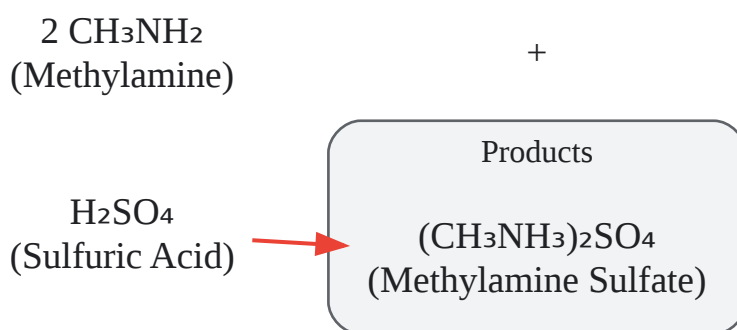 2 CH₃NH₂
(Methylamine)
+
Products
H₂SO₄
(Sulfuric Acid)
(CH₃NH₃)₂SO₄
(Methylamine Sulfate)